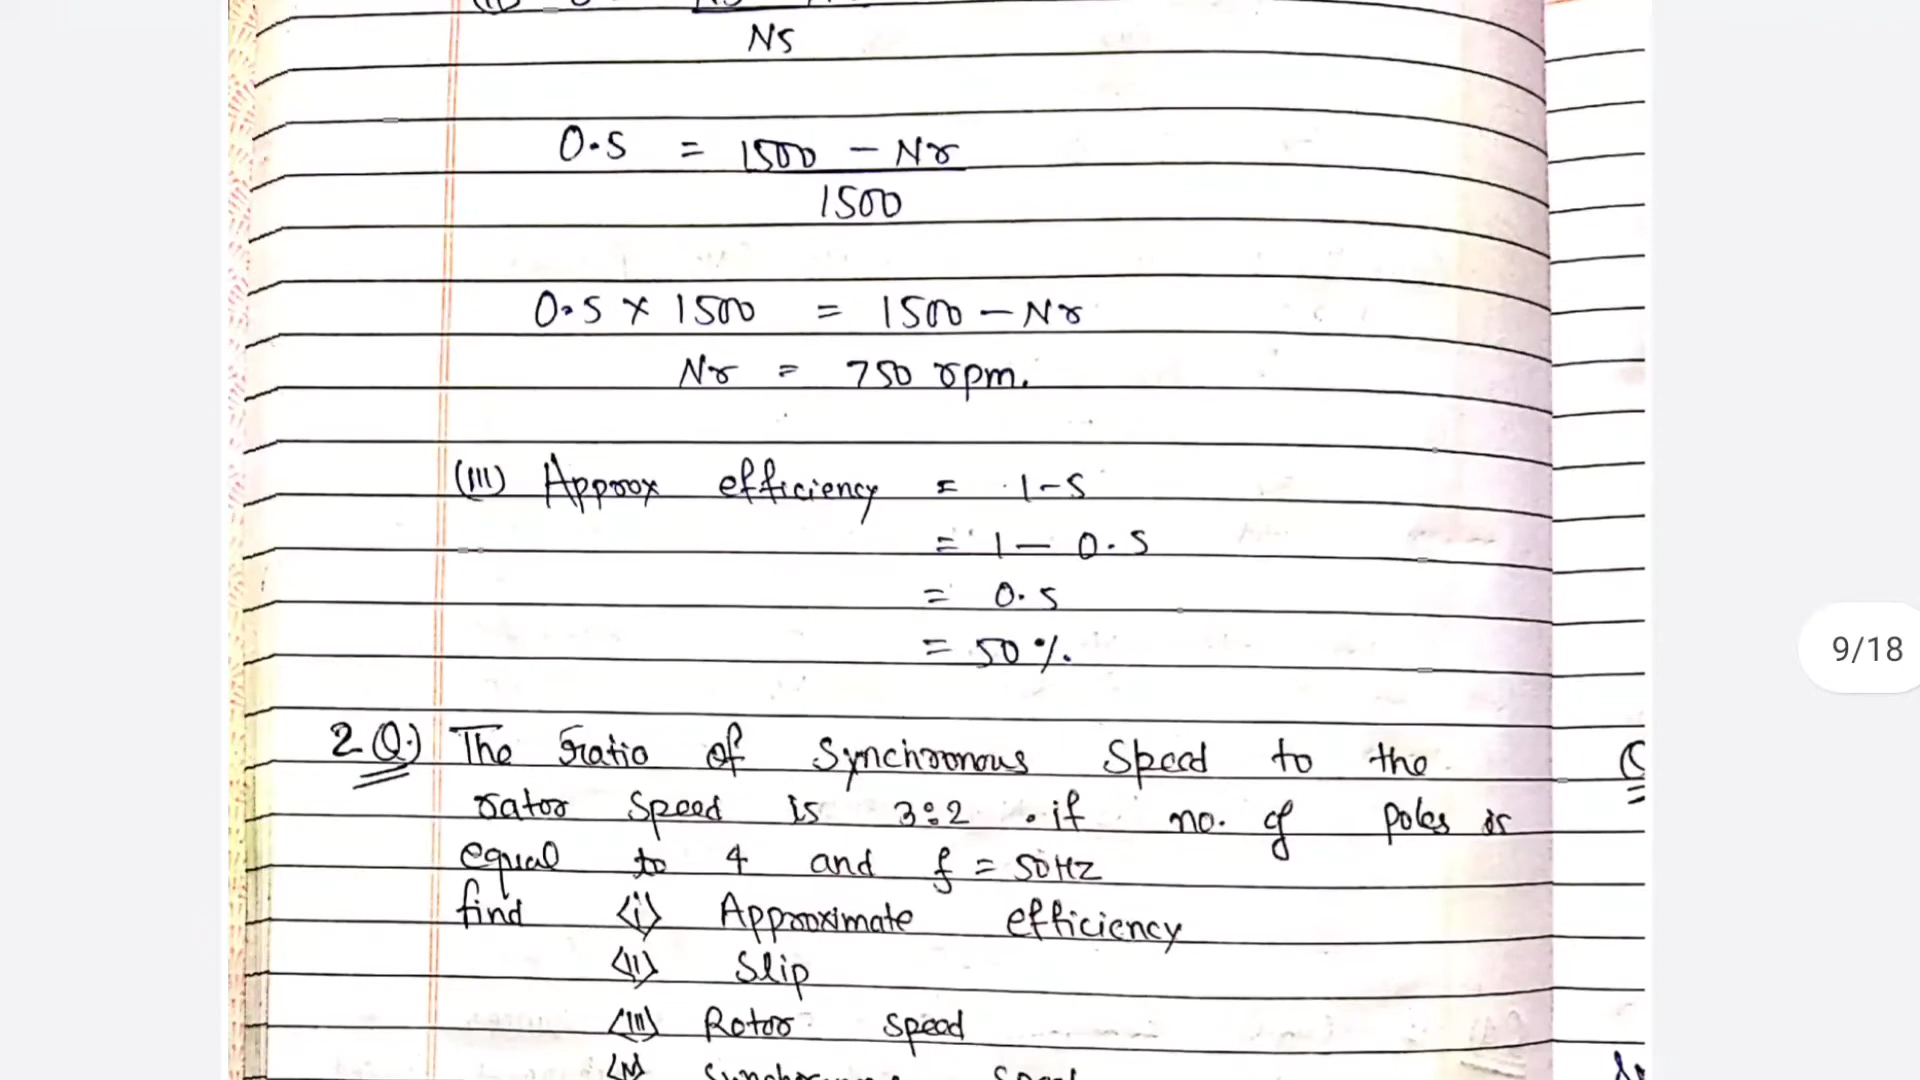 Ns
0.5 = 1500 - Nr
1500
0.5 × 1500 = 1500 - Nr
Nr = 750 rpm.
(III) Approx efficiency = 1-s
= 1 - 0.5
= 0.5
= 50%.
2Q.) The ratio of Synchronous Speed to the
rator speed is 3:2 . if no. of poles is
equal to 4 and f = 50Hz
find (i) Approximate efficiency
(ii) Slip
(iii) Rotor speed
9/18